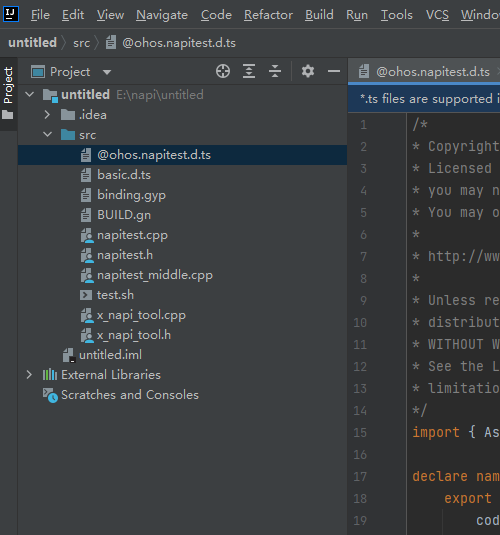 IJ File Edit View Navigate Code Refactor Build Run Tools VCS Window
untitled src @ohos.napitest.d.ts
Project
Project
@ohos.napitest.d.ts
untitled E:\napi\untitled
*.ts files are supported i
.idea
src
@ohos.napitest.d.ts
basic.d.ts
binding.gyp
BUILD.gn
napitest.cpp
napitest.h
napitest_middle.cpp
test.sh
x_napi_tool.cpp
x_napi_tool.h
untitled.iml
External Libraries
Scratches and Consoles
1 /*
2 * Copyright
3 * Licensed
4 * you may n
5 * You may o
6 *
7 * http://ww
8 *
9 * Unless re
10 * distribut
11 * WITHOUT W
12 * See the L
13 * limitatio
14 */
15 import { As
16
17 declare nam
18 export
19 cod